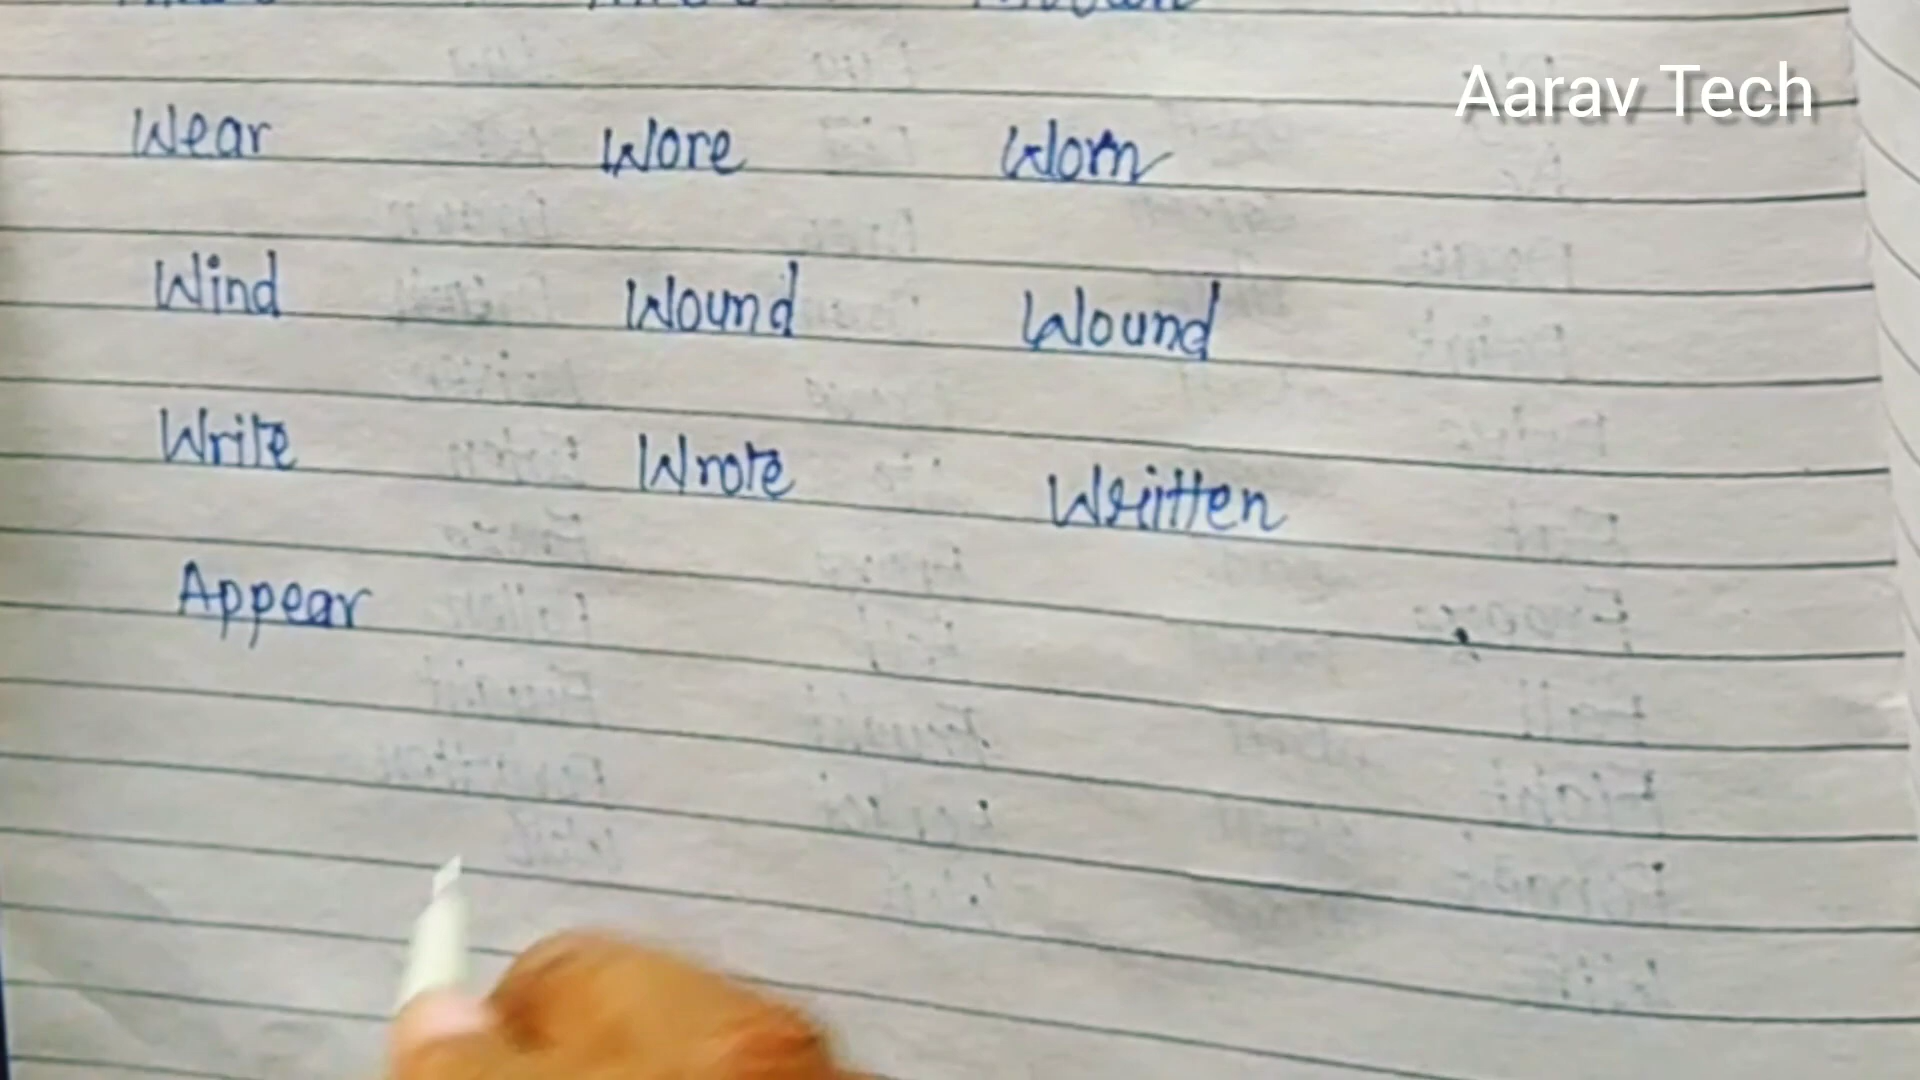 Aarav Tech
Wear Wore Worn
Wind Wound Wound
Write Wrote Written
Appear